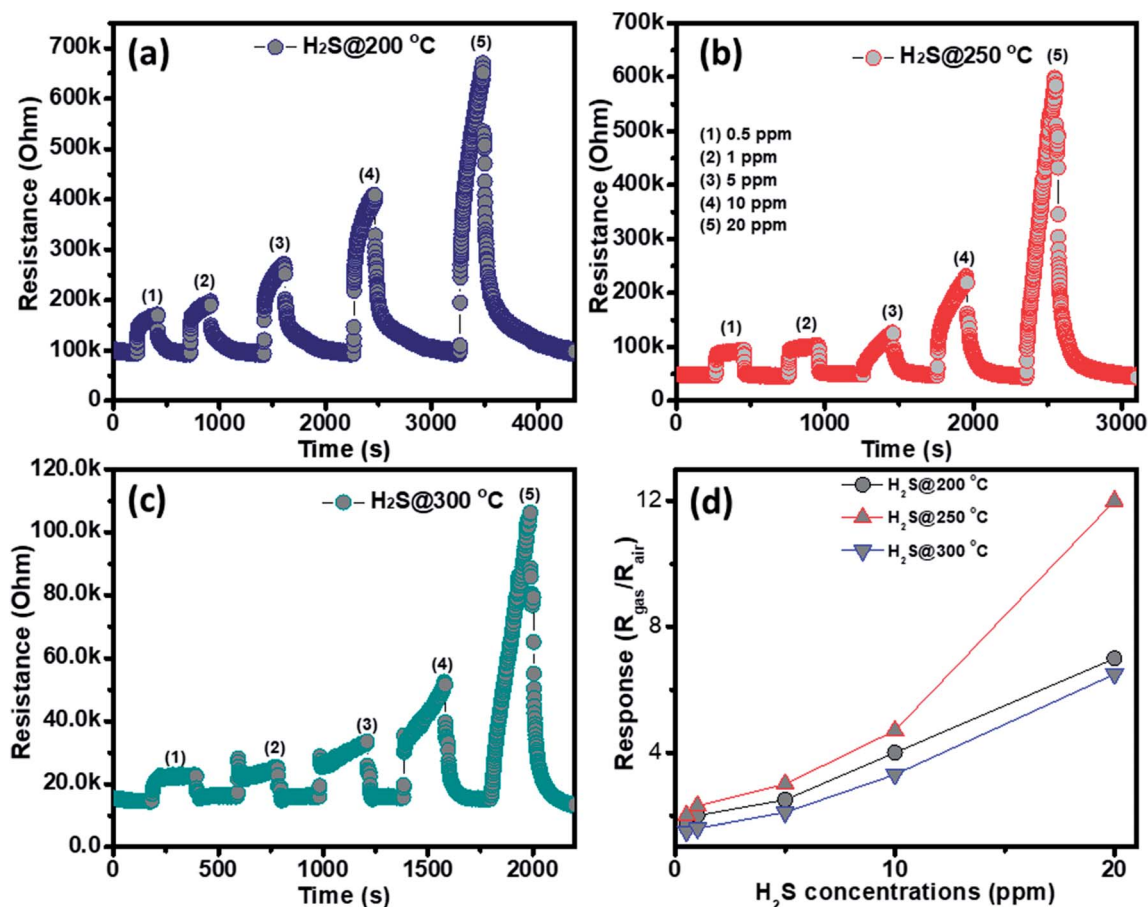 (a)
H₂S@200 °C
(1)
(2)
(3)
(4)
(5)
700k
600k
500k
400k
300k
200k
100k
0
Resistance (Ohm)
0 1000 2000 3000 4000
Time (s)
(b)
H₂S@250 °C
(1) 0.5 ppm
(2) 1 ppm
(3) 5 ppm
(4) 10 ppm
(5) 20 ppm
(1)
(2)
(3)
(4)
(5)
700k
600k
500k
400k
300k
200k
100k
0
Resistance (Ohm)
0 1000 2000 3000
Time (s)
(c)
H₂S@300 °C
(1)
(2)
(3)
(4)
(5)
120.0k
100.0k
80.0k
60.0k
40.0k
20.0k
0.0
Resistance (Ohm)
0 500 1000 1500 2000
Time (s)
(d)
H₂S@200 °C
H₂S@250 °C
H₂S@300 °C
12
8
4
Response (R_gas/R_air)
0 10 20
H₂S concentrations (ppm)